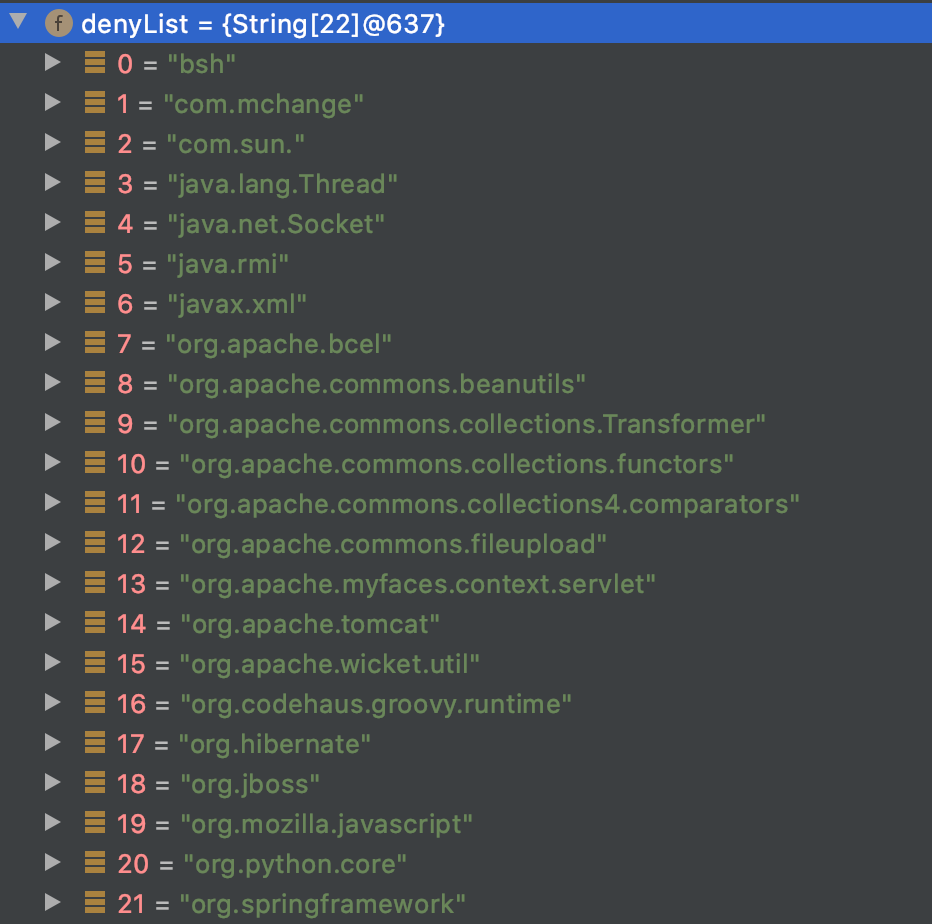 f denyList = {String[22]@637}
0 = "bsh"
1 = "com.mchange"
2 = "com.sun."
3 = "java.lang.Thread"
4 = "java.net.Socket"
5 = "java.rmi"
6 = "javax.xml"
7 = "org.apache.bcel"
8 = "org.apache.commons.beanutils"
9 = "org.apache.commons.collections.Transformer"
10 = "org.apache.commons.collections.functors"
11 = "org.apache.commons.collections4.comparators"
12 = "org.apache.commons.fileupload"
13 = "org.apache.myfaces.context.servlet"
14 = "org.apache.tomcat"
15 = "org.apache.wicket.util"
16 = "org.codehaus.groovy.runtime"
17 = "org.hibernate"
18 = "org.jboss"
19 = "org.mozilla.javascript"
20 = "org.python.core"
21 = "org.springframework"